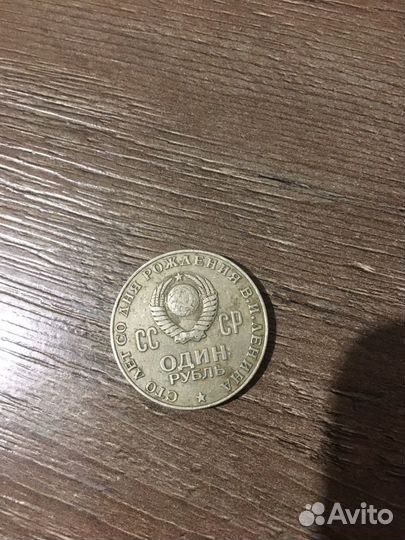 СТО ЛЕТ СО ДНЯ РОЖДЕНИЯ В.И.ЛЕНИНА
СС СР
ОДИН
РУБЛЬ
Avito